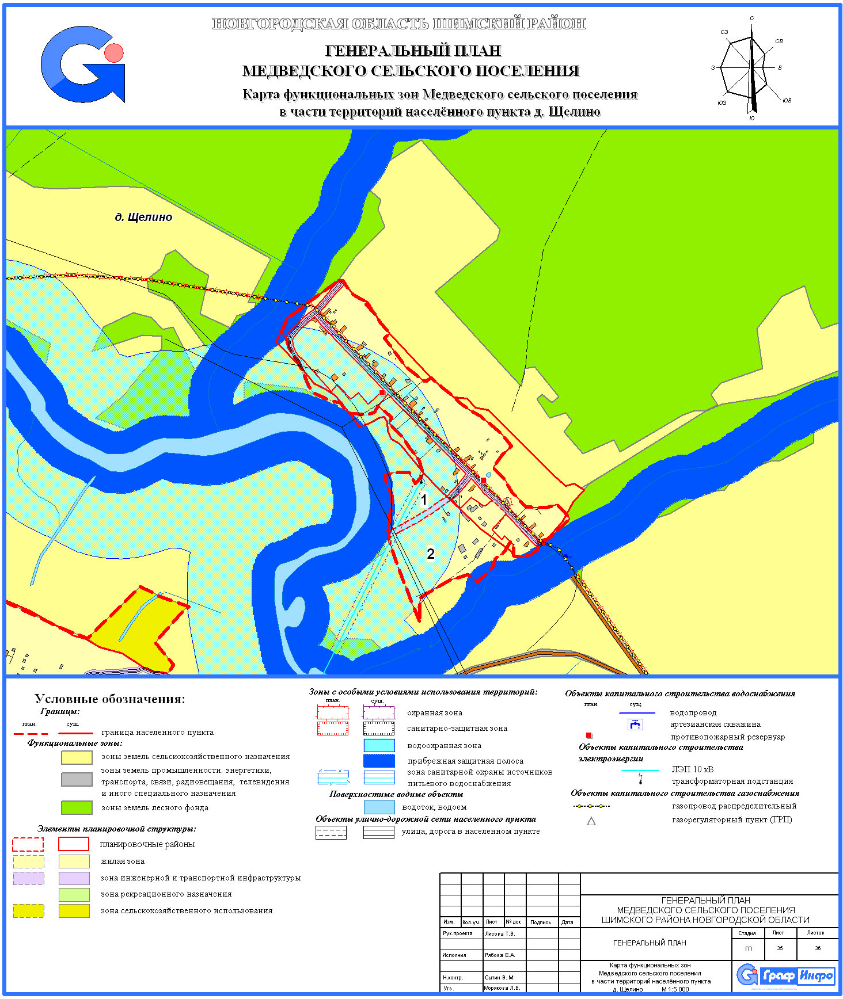 НОВГОРОДСКАЯ ОБЛАСТЬ ШИМСКИЙ РАЙОН
ГЕНЕРАЛЬНЫЙ ПЛАН
МЕДВЕДСКОГО СЕЛЬСКОГО ПОСЕЛЕНИЯ
Карта функциональных зон Медведского сельского поселения
в части территорий населённого пункта д. Щелино
С
СЗ
СВ
З
В
ЮЗ
ЮВ
Ю
д. Щелино
1
2
Условные обозначения:
Границы:
план. сущ.
граница населенного пункта
Функциональные зоны:
зоны земель сельскохозяйственного назначения
зоны земель промышленности. энергетики,
транспорта, связи, радиовещания, телевидения
и иного специального назначения
зоны земель лесного фонда
Элементы планировочной структуры:
планировочные районы
жилая зона
зона инженерной и транспортной инфраструктуры
зона рекреационного назначения
зона сельскохозяйственного использования
Зоны с особыми условиями использования территорий:
план. сущ.
охранная зона
санитарно-защитная зона
водоохранная зона
прибрежная защитная полоса
зона санитарной охраны источников
питьевого водоснабжения
Поверхностные водные объекты
водоток, водоем
Объекты улично-дорожной сети населенного пункта
улица, дорога в населенном пункте
Объекты капитального строительства водоснабжения
план. сущ.
водопровод
артезианская скважина
противопожарный резервуар
Объекты капитального строительства
электроэнергии
ЛЭП 10 кВ
трансформаторная подстанция
Объекты капитального строительства газоснабжения
газопровод распределительный
газорегуляторный пункт (ГРП)
Изм. Кол.уч. Лист № док Подпись Дата
Рук.проекта Лисова Т.В.
Исполнил Рябова Е.А.
Н.контр. Сытин В. М.
Утв. Морякова Л.В.
ГЕНЕРАЛЬНЫЙ ПЛАН
МЕДВЕДСКОГО СЕЛЬСКОГО ПОСЕЛЕНИЯ
ШИМСКОГО РАЙОНА НОВГОРОДСКОЙ ОБЛАСТИ
ГЕНЕРАЛЬНЫЙ ПЛАН
Стадия Лист Листов
ГП 35 36
Карта функциональных зон
Медведского сельского поселения
в части территорий населённого пункта
д. Щелино М 1:5 000
ГрафИнфо